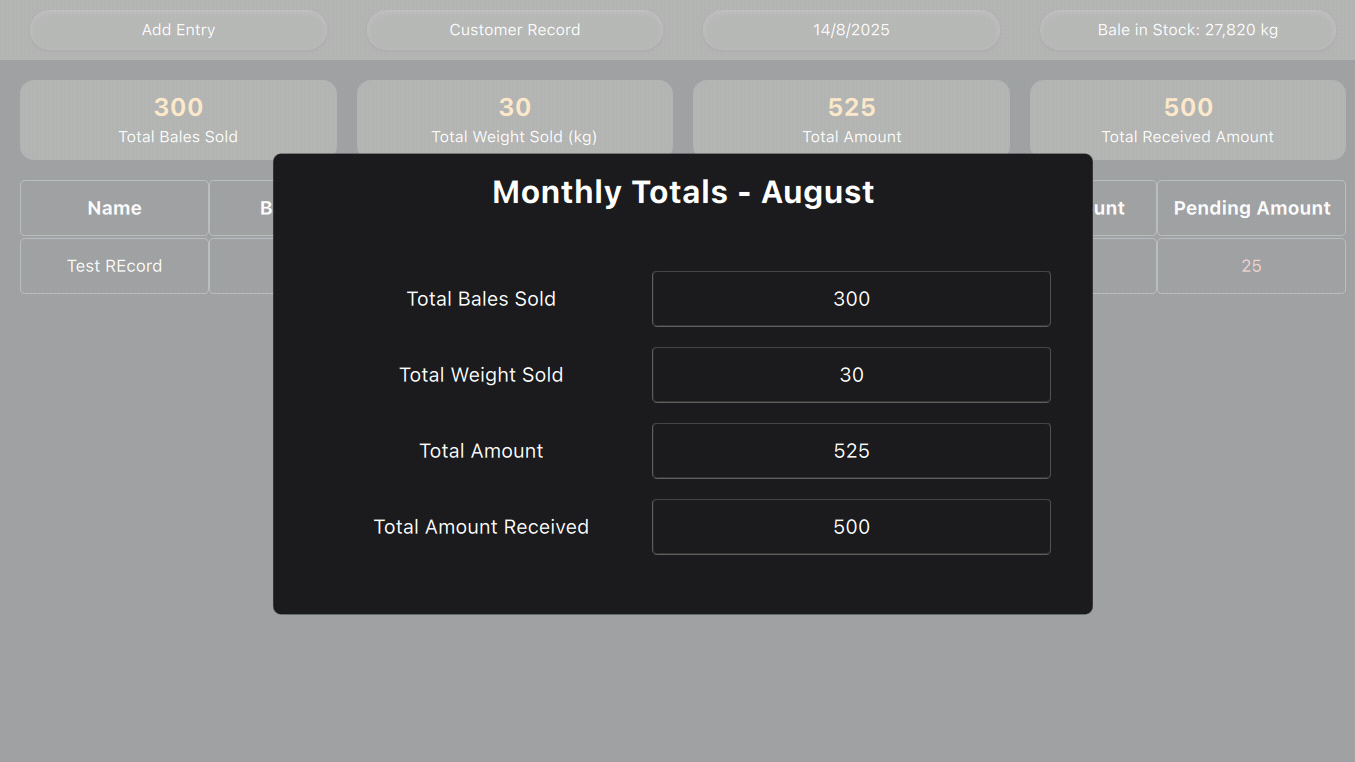 Add Entry
Customer Record
14/8/2025
Bale in Stock: 27,820 kg
300
Total Bales Sold
30
Total Weight Sold (kg)
525
Total Amount
500
Total Received Amount
Name
B
unt
Pending Amount
Test REcord
25
Monthly Totals - August
Total Bales Sold
300
Total Weight Sold
30
Total Amount
525
Total Amount Received
500